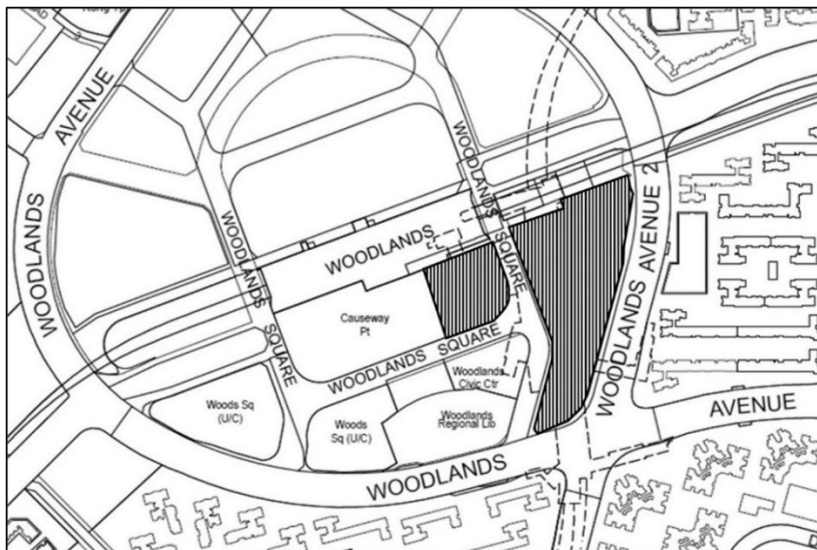 WOODLANDS
AVENUE
WOODLANDS
SQUARE
WOODLANDS
SQUARE
WOODLANDS
WOODLANDS AVENUE 2
Causeway
Pt
WOODLANDS SQUARE
Woodlands
Civic Ctr
Woods Sq
(U/C)
Woods
Sq (U/C)
Woodlands
Regional Lib
WOODLANDS
AVENUE